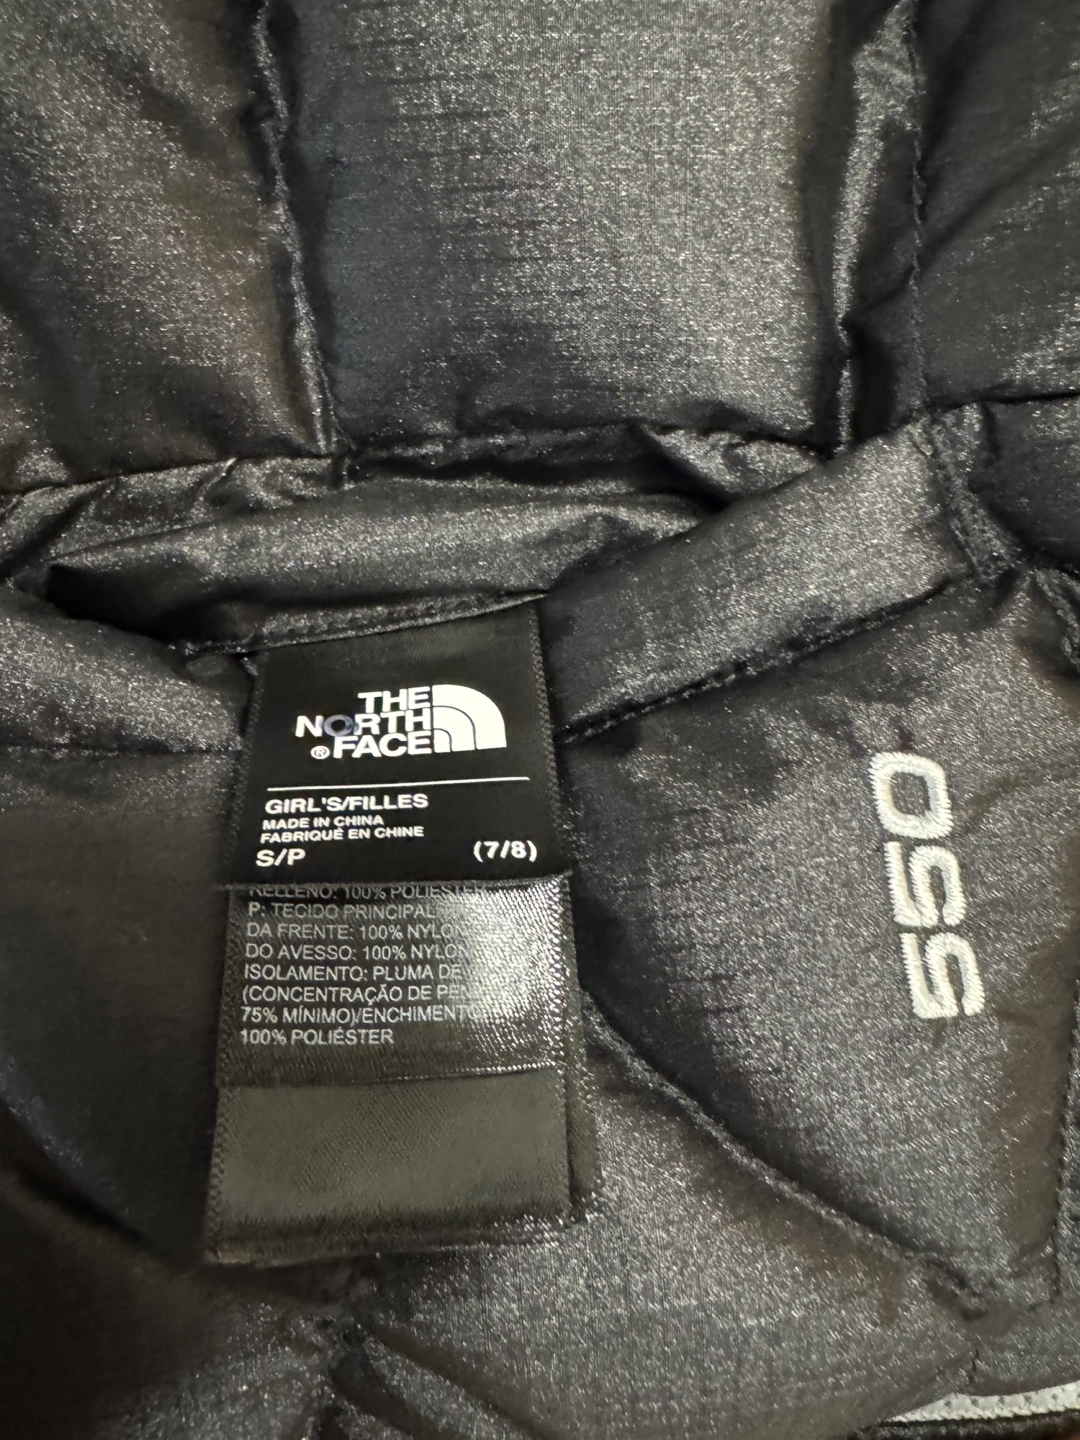 THE
NORTH
® FACE
GIRL'S/FILLES
MADE IN CHINA
FABRIQUÉ EN CHINE
S/P (7/8)
RELLENO: 100% POLIÉSTER
P: TECIDO PRINCIPAL
DA FRENTE: 100% NYLON
DO AVESSO: 100% NYLON
ISOLAMENTO: PLUMA DE
(CONCENTRAÇÃO DE
75% MÍNIMO)/ENCHIMENTO
100% POLIÉSTER
550